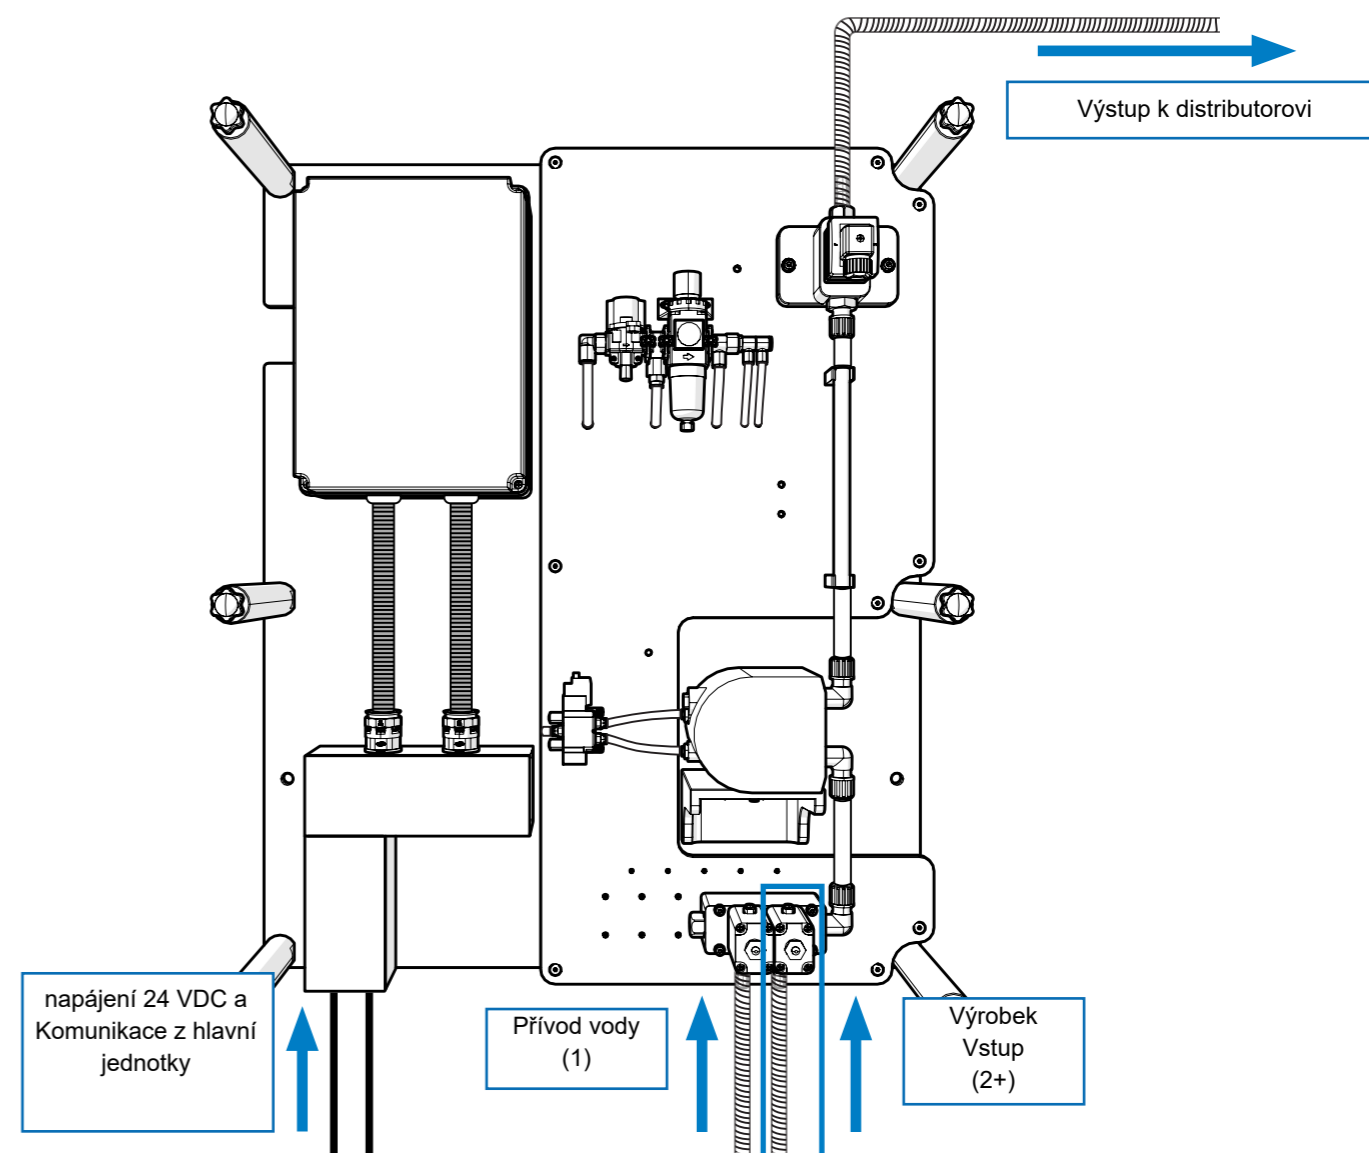 Výstup k distributorovi
napájení 24 VDC a
Komunikace z hlavní
jednotky
Přívod vody
(1)
Výrobek
Vstup
(2+)